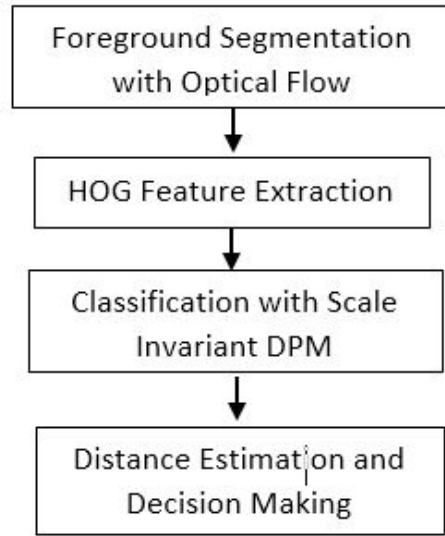 Foreground Segmentation
with Optical Flow
HOG Feature Extraction
Classification with Scale
Invariant DPM
Distance Estimation and
Decision Making